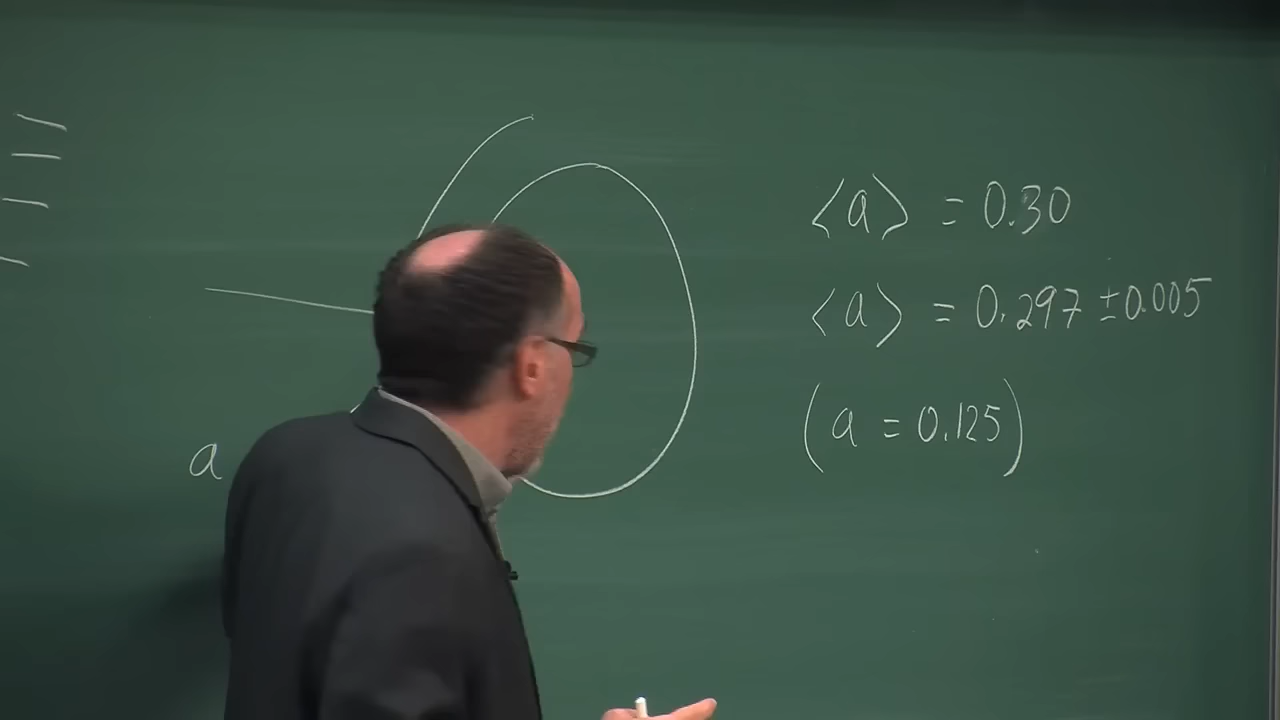 ⟨a⟩ = 0.30
⟨a⟩ = 0.297 ±0.005
(a = 0.125)
a